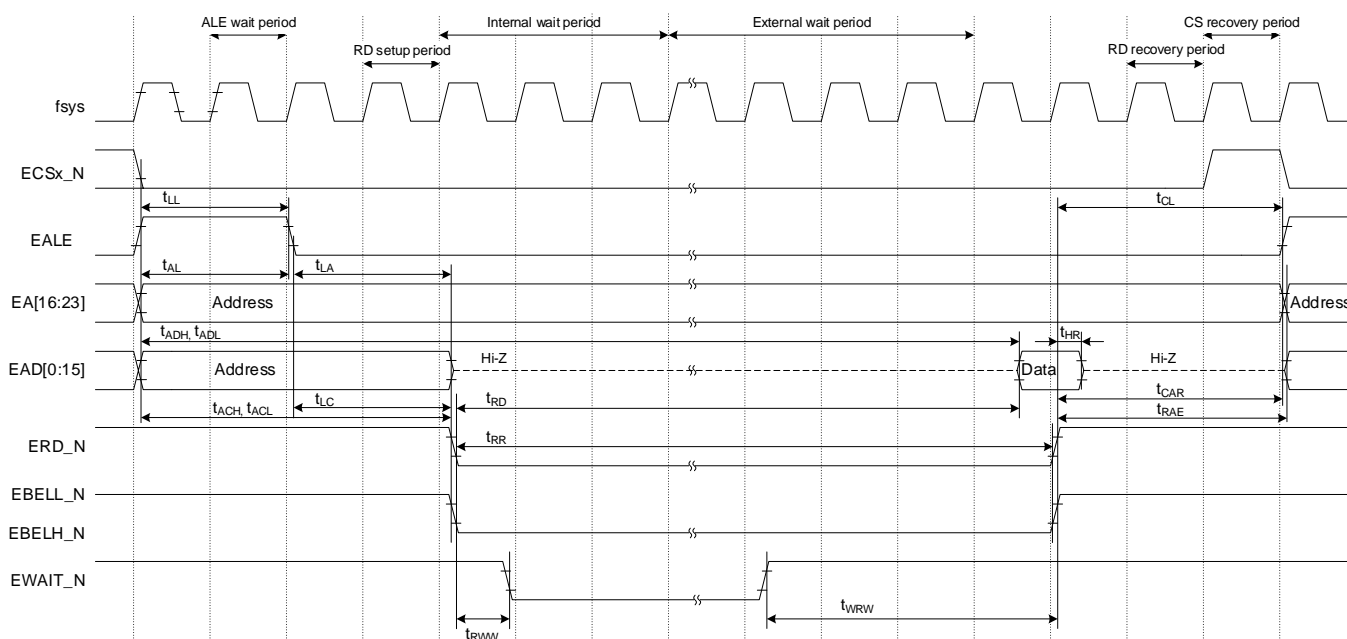 ALE wait period
Internal wait period
External wait period
CS recovery period
RD setup period
RD recovery period
fsys
ECSx_N
tLL
tCL
EALE
tAL
tLA
EA[16:23]
Address
Address
tADH, tADL
tHR
EAD[0:15]
Address
Hi-Z
Data
Hi-Z
tLC
tRD
tCAR
tACH, tACL
tRAE
ERD_N
tRR
EBELL_N
EBELH_N
EWAIT_N
tWRW
tRWW